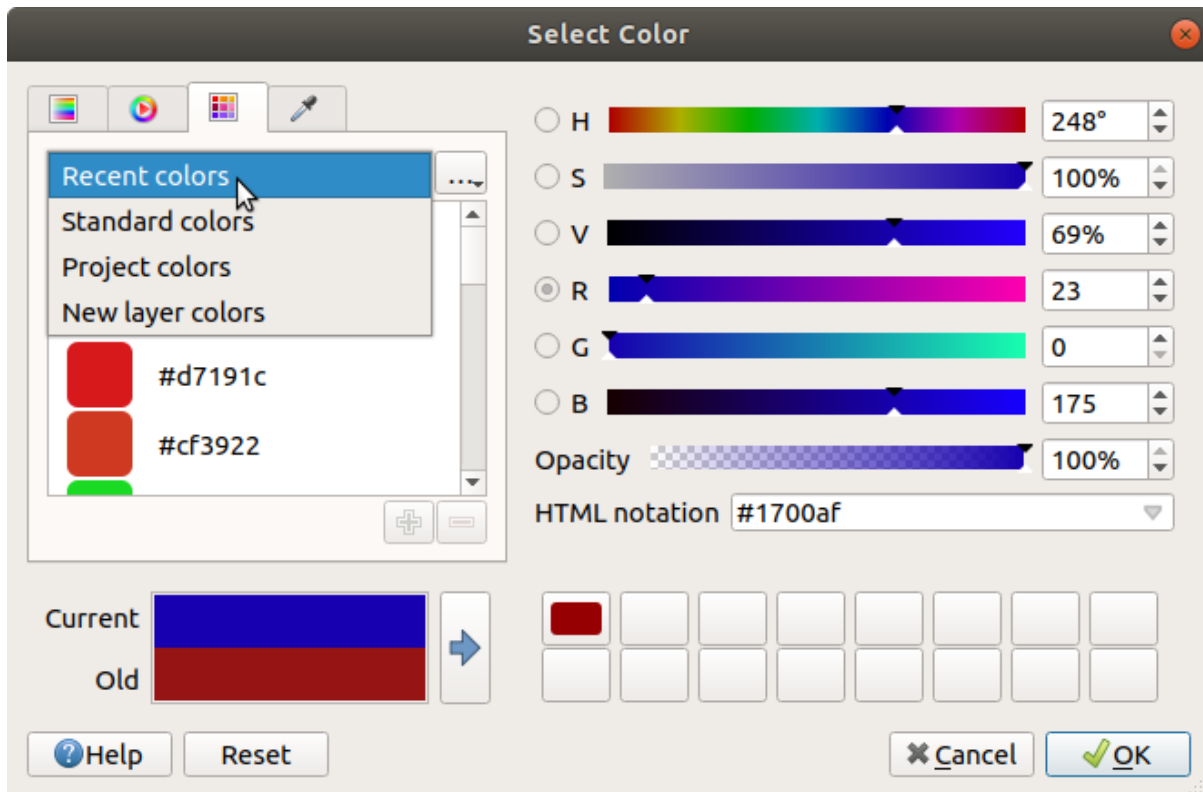 Select Color
Recent colors
...
Standard colors
Project colors
New layer colors
#d7191c
#cf3922
H 248°
S 100%
V 69%
R 23
G 0
B 175
Opacity 100%
HTML notation #1700af
Current
Old
Help
Reset
Cancel
OK